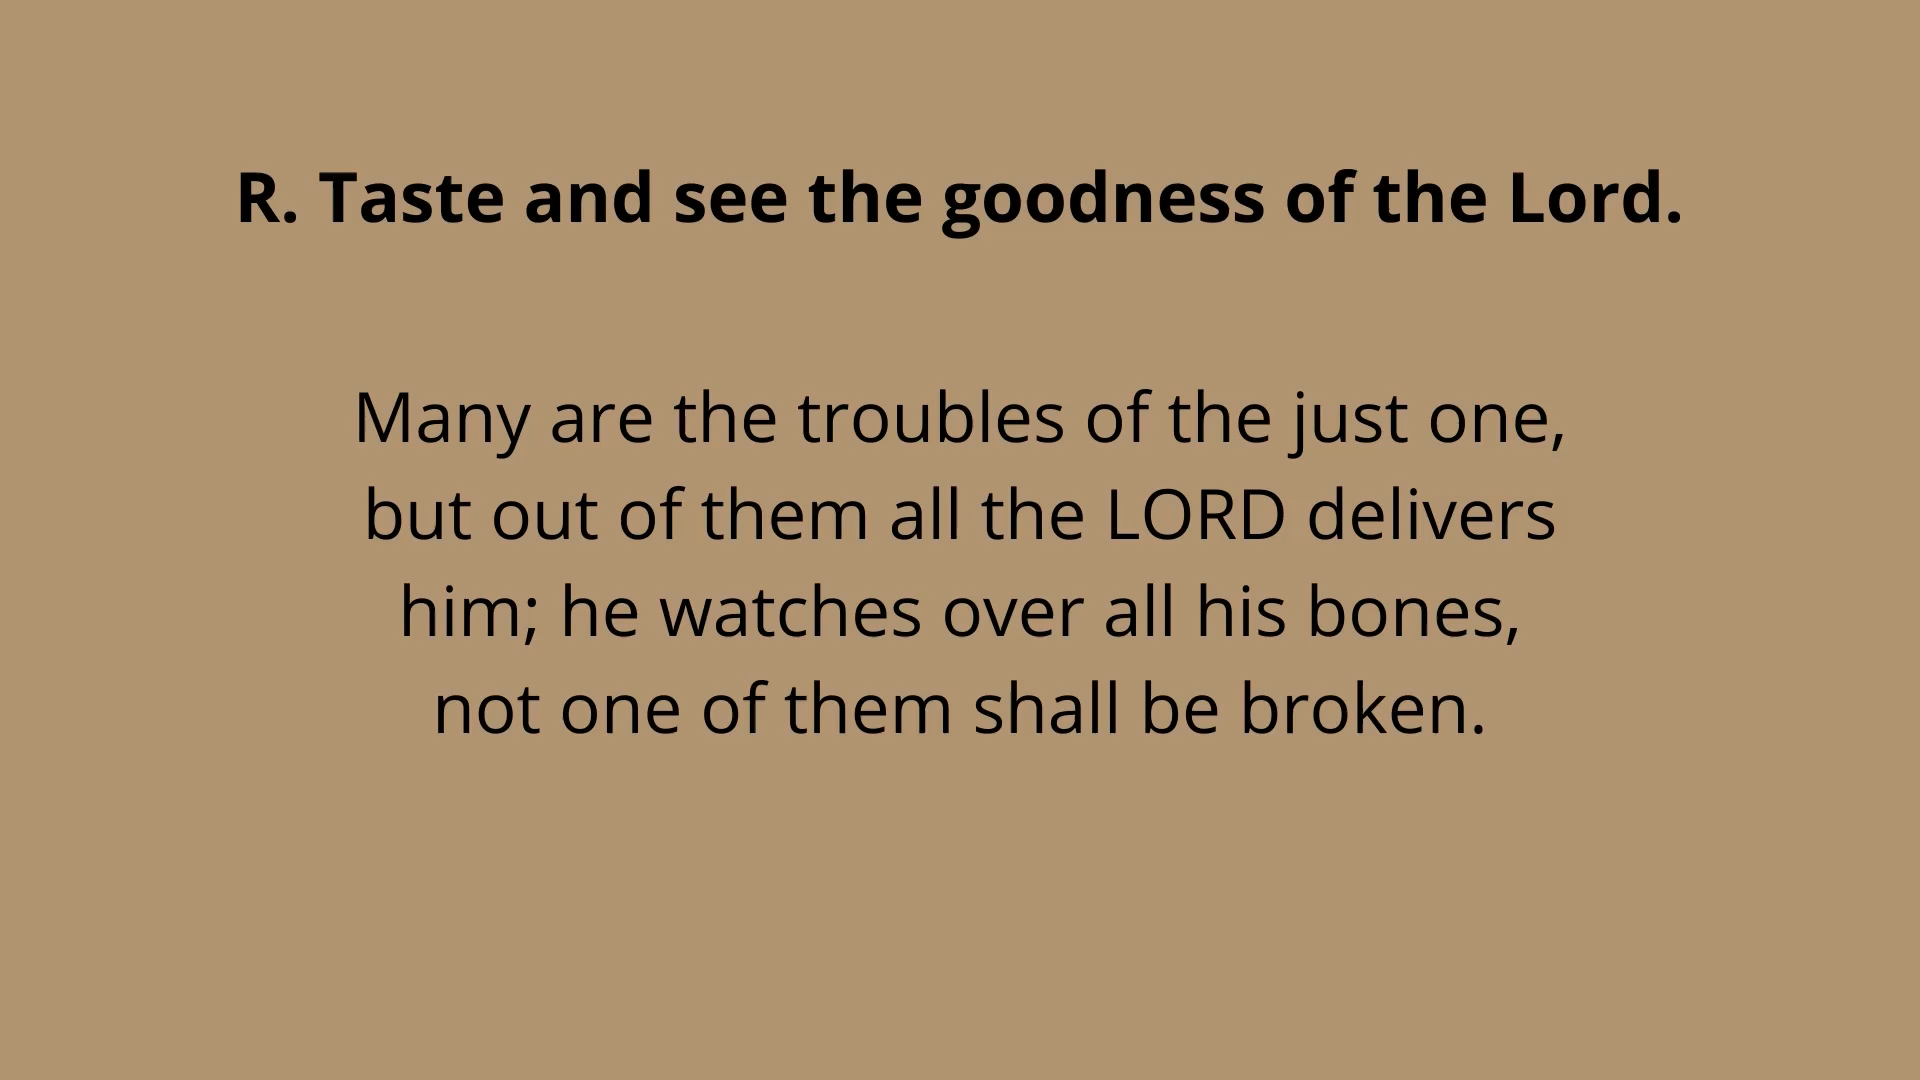 R. Taste and see the goodness of the Lord.
Many are the troubles of the just one,
but out of them all the LORD delivers
him; he watches over all his bones,
not one of them shall be broken.